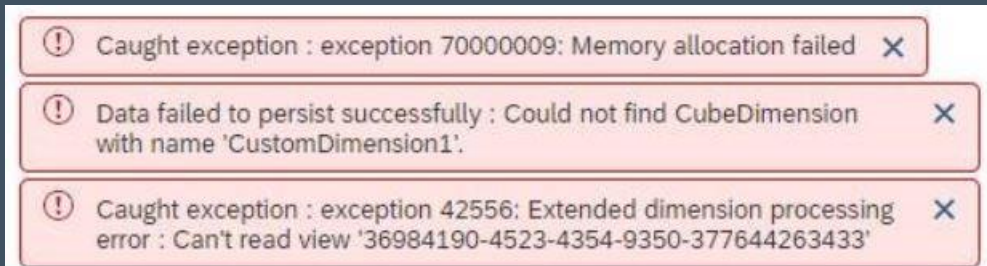 Caught exception : exception 70000009: Memory allocation failed
Data failed to persist successfully : Could not find CubeDimension
with name 'CustomDimension1'.
Caught exception : exception 42556: Extended dimension processing
error : Can't read view '36984190-4523-4354-9350-377644263433'